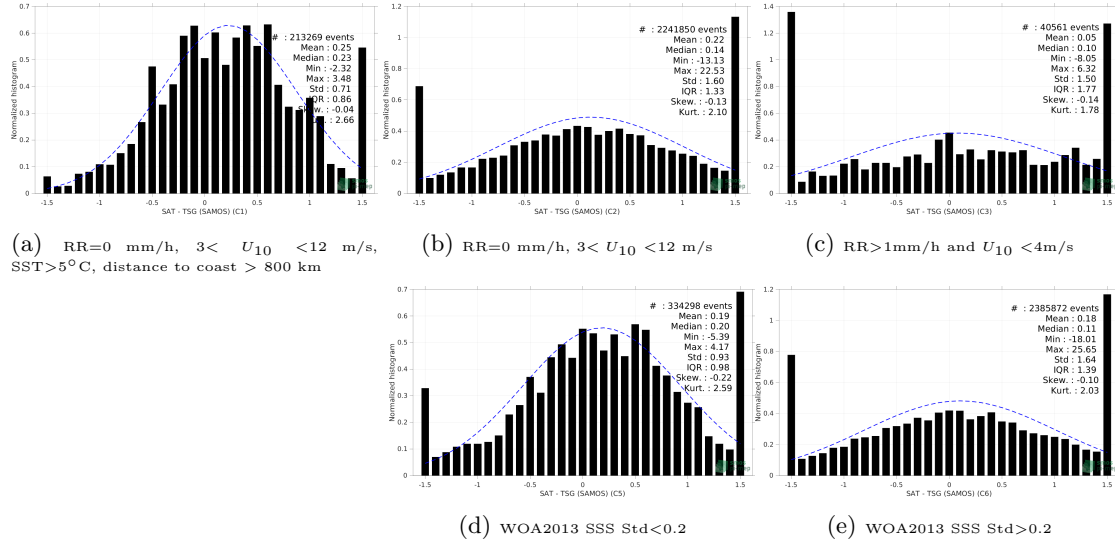 0.7
0.6
0.5
0.4
0.3
0.2
0.1
0
-1.5 -1 -0.5 0 0.5 1 1.5
Normalized histogram
SAT - TSG (SAMOS) (C1)
# : 213269 events
Mean : 0.25
Median : 0.23
Min : -2.32
Max : 3.48
Std : 0.71
IQR : 0.86
Skew. : -0.04
: 2.66
(a) RR=0 mm/h, 3< U10 <12 m/s,
SST>5°C, distance to coast > 800 km
1.2
1
0.8
0.6
0.4
0.2
0
-1.5 -1 -0.5 0 0.5 1 1.5
Normalized histogram
SAT - TSG (SAMOS) (C2)
# : 2241850 events
Mean : 0.22
Median : 0.14
Min : -13.13
Max : 22.53
Std : 1.60
IQR : 1.33
Skew. : -0.13
Kurt. : 2.10
(b) RR=0 mm/h, 3< U10 <12 m/s
1.4
1.2
1
0.8
0.6
0.4
0.2
0
-1.5 -1 -0.5 0 0.5 1 1.5
Normalized histogram
SAT - TSG (SAMOS) (C3)
# : 40561 events
Mean : 0.05
Median : 0.10
Min : -8.05
Max : 6.32
Std : 1.50
IQR : 1.77
Skew. : -0.14
Kurt. : 1.78
(c) RR>1mm/h and U10 <4m/s
0.7
0.6
0.5
0.4
0.3
0.2
0.1
0
-1.5 -1 -0.5 0 0.5 1 1.5
Normalized histogram
SAT - TSG (SAMOS) (C5)
# : 334298 events
Mean : 0.19
Median : 0.20
Min : -5.39
Max : 4.17
Std : 0.93
IQR : 0.98
Skew. : -0.22
Kurt. : 2.59
(d) WOA2013 SSS Std<0.2
1.2
1
0.8
0.6
0.4
0.2
0
-1.5 -1 -0.5 0 0.5 1 1.5
Normalized histogram
SAT - TSG (SAMOS) (C6)
# : 2385872 events
Mean : 0.18
Median : 0.11
Min : -18.01
Max : 25.65
Std : 1.64
IQR : 1.39
Skew. : -0.10
Kurt. : 2.03
(e) WOA2013 SSS Std>0.2